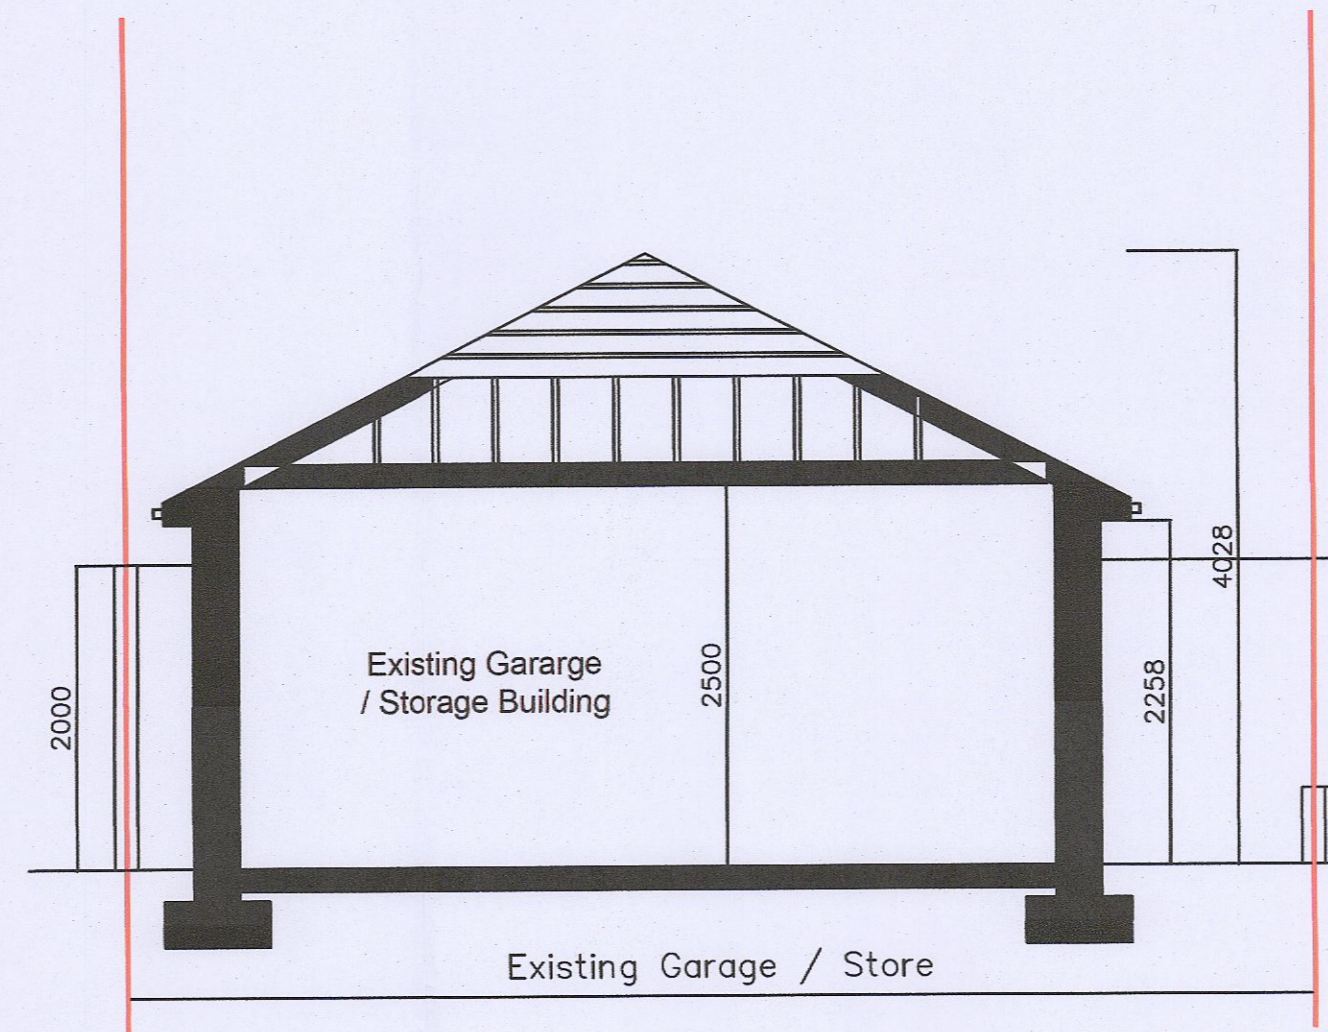 4028
Existing Gararge
/ Storage Building
2500
2258
2000
Existing Garage / Store